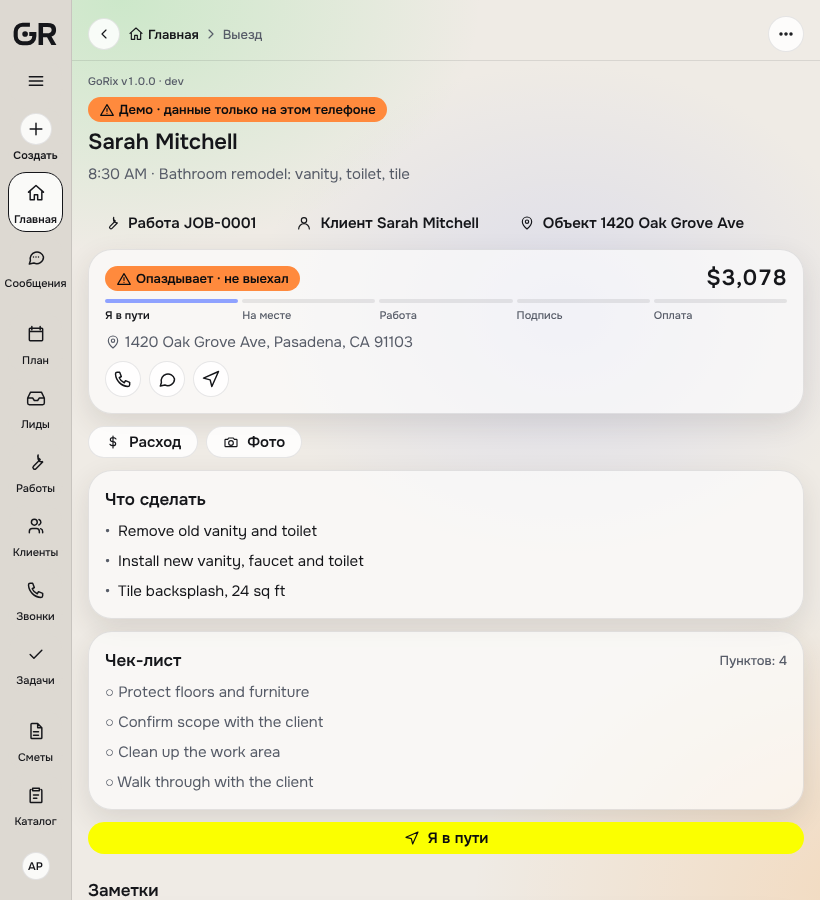 GR
Главная
Выезд
GoRix v1.0.0 · dev
Демо · данные только на этом телефоне
Sarah Mitchell
8:30 AM · Bathroom remodel: vanity, toilet, tile
Работа JOB-0001
Клиент Sarah Mitchell
Объект 1420 Oak Grove Ave
Опаздывает · не выехал
$3,078
Я в пути
На месте
Работа
Подпись
Оплата
1420 Oak Grove Ave, Pasadena, CA 91103
$ Расход
Фото
Что сделать
• Remove old vanity and toilet
• Install new vanity, faucet and toilet
• Tile backsplash, 24 sq ft
Чек-лист
Пунктов: 4
○ Protect floors and furniture
○ Confirm scope with the client
○ Clean up the work area
○ Walk through with the client
Я в пути
Заметки
Создать
Главная
Сообщения
План
Лиды
Работы
Клиенты
Звонки
Задачи
Сметы
Каталог
AP